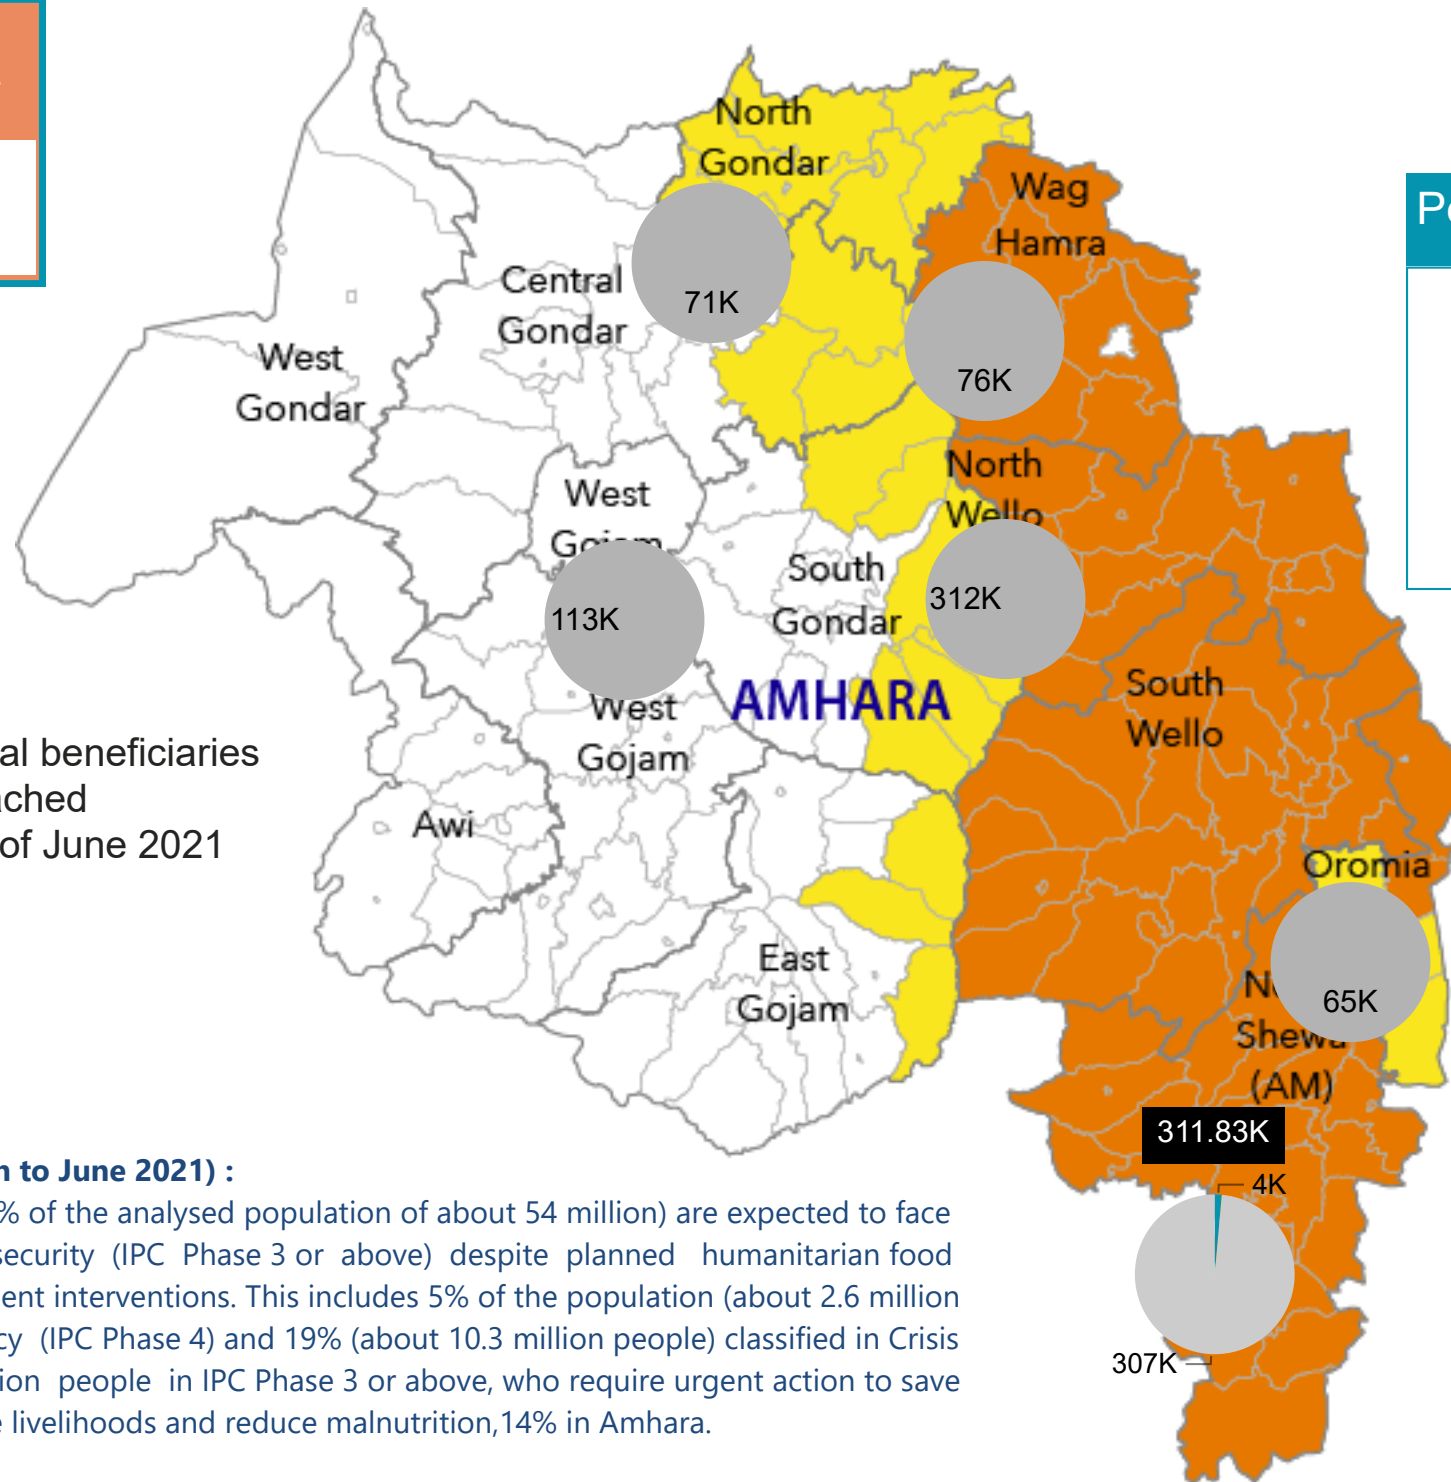 North
Gondar
Wag
Hamra
Central
Gondar
71K
76K
West
Gondar
North
Wello
West
Gojam
South
Gondar
312K
113K
AMHARA
South
Wello
West
Gojam
al beneficiaries
ached
of June 2021
Awi
Oromia
East
Gojam
65K
Shewa
(AM)
311.83K
4K
307K
n to June 2021) :
% of the analysed population of about 54 million) are expected to face
security (IPC Phase 3 or above) despite planned humanitarian food
ent interventions. This includes 5% of the population (about 2.6 million
cy (IPC Phase 4) and 19% (about 10.3 million people) classified in Crisis
ion people in IPC Phase 3 or above, who require urgent action to save
e livelihoods and reduce malnutrition,14% in Amhara.